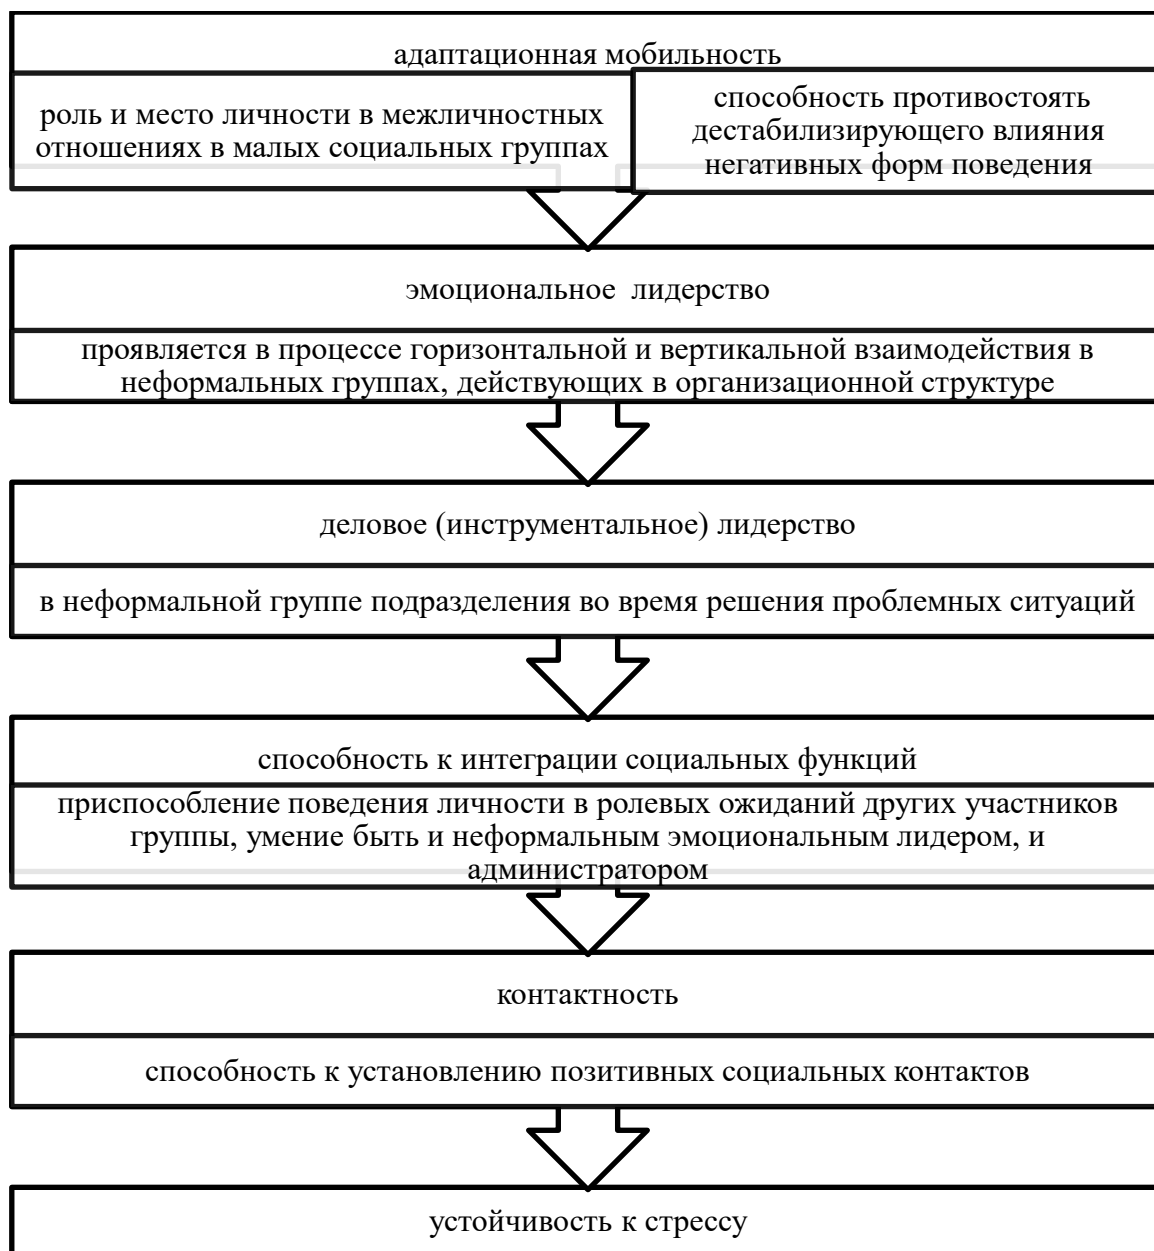 адаптационная мобильность
роль и место личности в межличностных
отношениях в малых социальных группах
способность противостоять
дестабилизирующего влияния
негативных форм поведения
эмоциональное лидерство
проявляется в процессе горизонтальной и вертикальной взаимодействия в
неформальных группах, действующих в организационной структуре
деловое (инструментальное) лидерство
в неформальной группе подразделения во время решения проблемных ситуаций
способность к интеграции социальных функций
приспособление поведения личности в ролевых ожиданий других участников
группы, умение быть и неформальным эмоциональным лидером, и
администратором
контактность
способность к установлению позитивных социальных контактов
устойчивость к стрессу